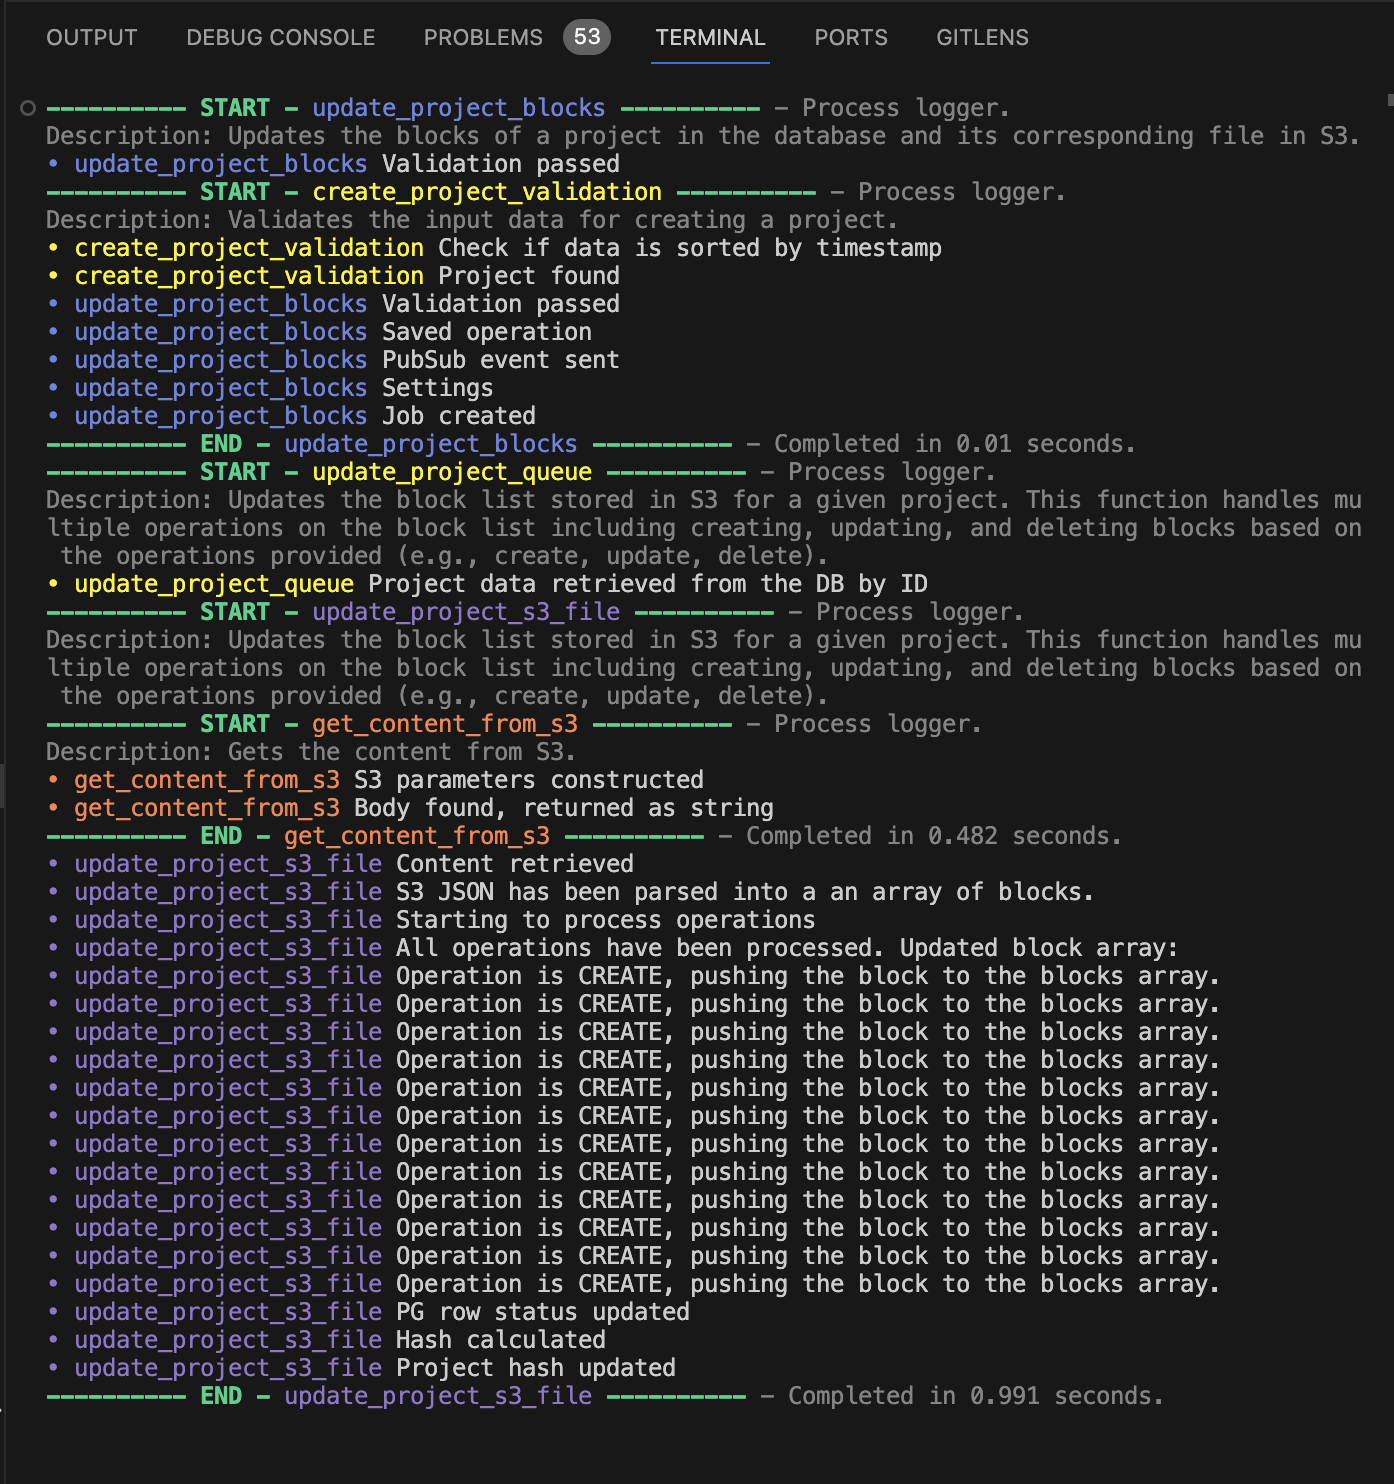 OUTPUT DEBUG CONSOLE PROBLEMS 53 TERMINAL PORTS GITLENS
---------- START - update_project_blocks ---------- - Process logger.
Description: Updates the blocks of a project in the database and its corresponding file in S3.
• update_project_blocks Validation passed
---------- START - create_project_validation ---------- - Process logger.
Description: Validates the input data for creating a project.
• create_project_validation Check if data is sorted by timestamp
• create_project_validation Project found
• update_project_blocks Validation passed
• update_project_blocks Saved operation
• update_project_blocks PubSub event sent
• update_project_blocks Settings
• update_project_blocks Job created
---------- END - update_project_blocks ---------- - Completed in 0.01 seconds.
---------- START - update_project_queue ---------- - Process logger.
Description: Updates the block list stored in S3 for a given project. This function handles mu
ltiple operations on the block list including creating, updating, and deleting blocks based on
 the operations provided (e.g., create, update, delete).
• update_project_queue Project data retrieved from the DB by ID
---------- START - update_project_s3_file ---------- - Process logger.
Description: Updates the block list stored in S3 for a given project. This function handles mu
ltiple operations on the block list including creating, updating, and deleting blocks based on
 the operations provided (e.g., create, update, delete).
---------- START - get_content_from_s3 ---------- - Process logger.
Description: Gets the content from S3.
• get_content_from_s3 S3 parameters constructed
• get_content_from_s3 Body found, returned as string
---------- END - get_content_from_s3 ---------- - Completed in 0.482 seconds.
• update_project_s3_file Content retrieved
• update_project_s3_file S3 JSON has been parsed into a an array of blocks.
• update_project_s3_file Starting to process operations
• update_project_s3_file All operations have been processed. Updated block array:
• update_project_s3_file Operation is CREATE, pushing the block to the blocks array.
• update_project_s3_file Operation is CREATE, pushing the block to the blocks array.
• update_project_s3_file Operation is CREATE, pushing the block to the blocks array.
• update_project_s3_file Operation is CREATE, pushing the block to the blocks array.
• update_project_s3_file Operation is CREATE, pushing the block to the blocks array.
• update_project_s3_file Operation is CREATE, pushing the block to the blocks array.
• update_project_s3_file Operation is CREATE, pushing the block to the blocks array.
• update_project_s3_file Operation is CREATE, pushing the block to the blocks array.
• update_project_s3_file Operation is CREATE, pushing the block to the blocks array.
• update_project_s3_file Operation is CREATE, pushing the block to the blocks array.
• update_project_s3_file Operation is CREATE, pushing the block to the blocks array.
• update_project_s3_file Operation is CREATE, pushing the block to the blocks array.
• update_project_s3_file PG row status updated
• update_project_s3_file Hash calculated
• update_project_s3_file Project hash updated
---------- END - update_project_s3_file ---------- - Completed in 0.991 seconds.